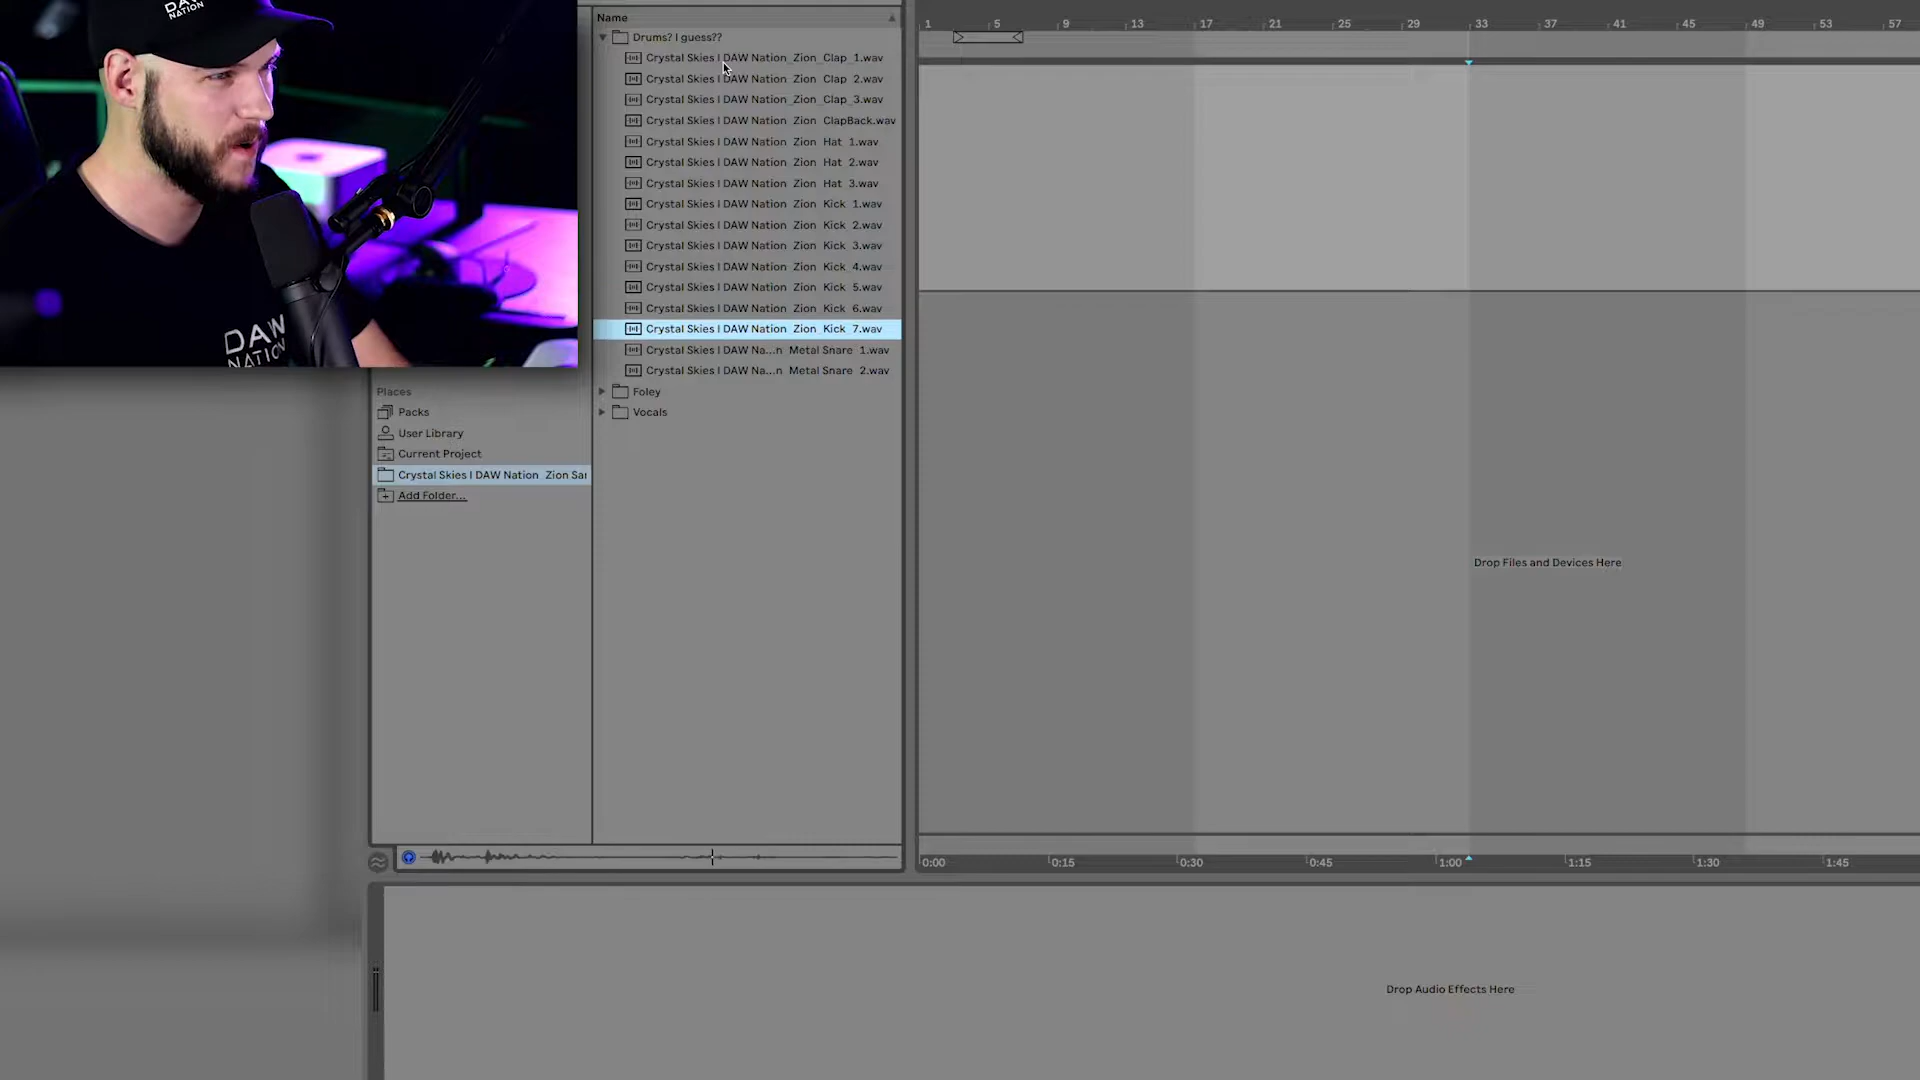 DAW
NATION
DAW
NATION
Name
Drums? I guess??
Crystal Skies | DAW Nation_Zion_Clap_1.wav
Crystal Skies | DAW Nation_Zion_Clap_2.wav
Crystal Skies | DAW Nation_Zion_Clap_3.wav
Crystal Skies | DAW Nation_Zion_ClapBack.wav
Crystal Skies | DAW Nation_Zion_Hat_1.wav
Crystal Skies | DAW Nation_Zion_Hat_2.wav
Crystal Skies | DAW Nation_Zion_Hat_3.wav
Crystal Skies | DAW Nation_Zion_Kick_1.wav
Crystal Skies | DAW Nation_Zion_Kick_2.wav
Crystal Skies | DAW Nation_Zion_Kick_3.wav
Crystal Skies | DAW Nation_Zion_Kick_4.wav
Crystal Skies | DAW Nation_Zion_Kick_5.wav
Crystal Skies | DAW Nation_Zion_Kick_6.wav
Crystal Skies | DAW Nation_Zion_Kick_7.wav
Crystal Skies | DAW Na...n_Metal Snare_1.wav
Crystal Skies | DAW Na...n_Metal Snare_2.wav
Foley
Vocals
Places
Packs
User Library
Current Project
Crystal Skies | DAW Nation_Zion Sa
Add Folder...
1 5 9 13 17 21 25 29 33 37 41 45 49 53 57
Drop Files and Devices Here
0:00 0:15 0:30 0:45 1:00 1:15 1:30 1:45
Drop Audio Effects Here